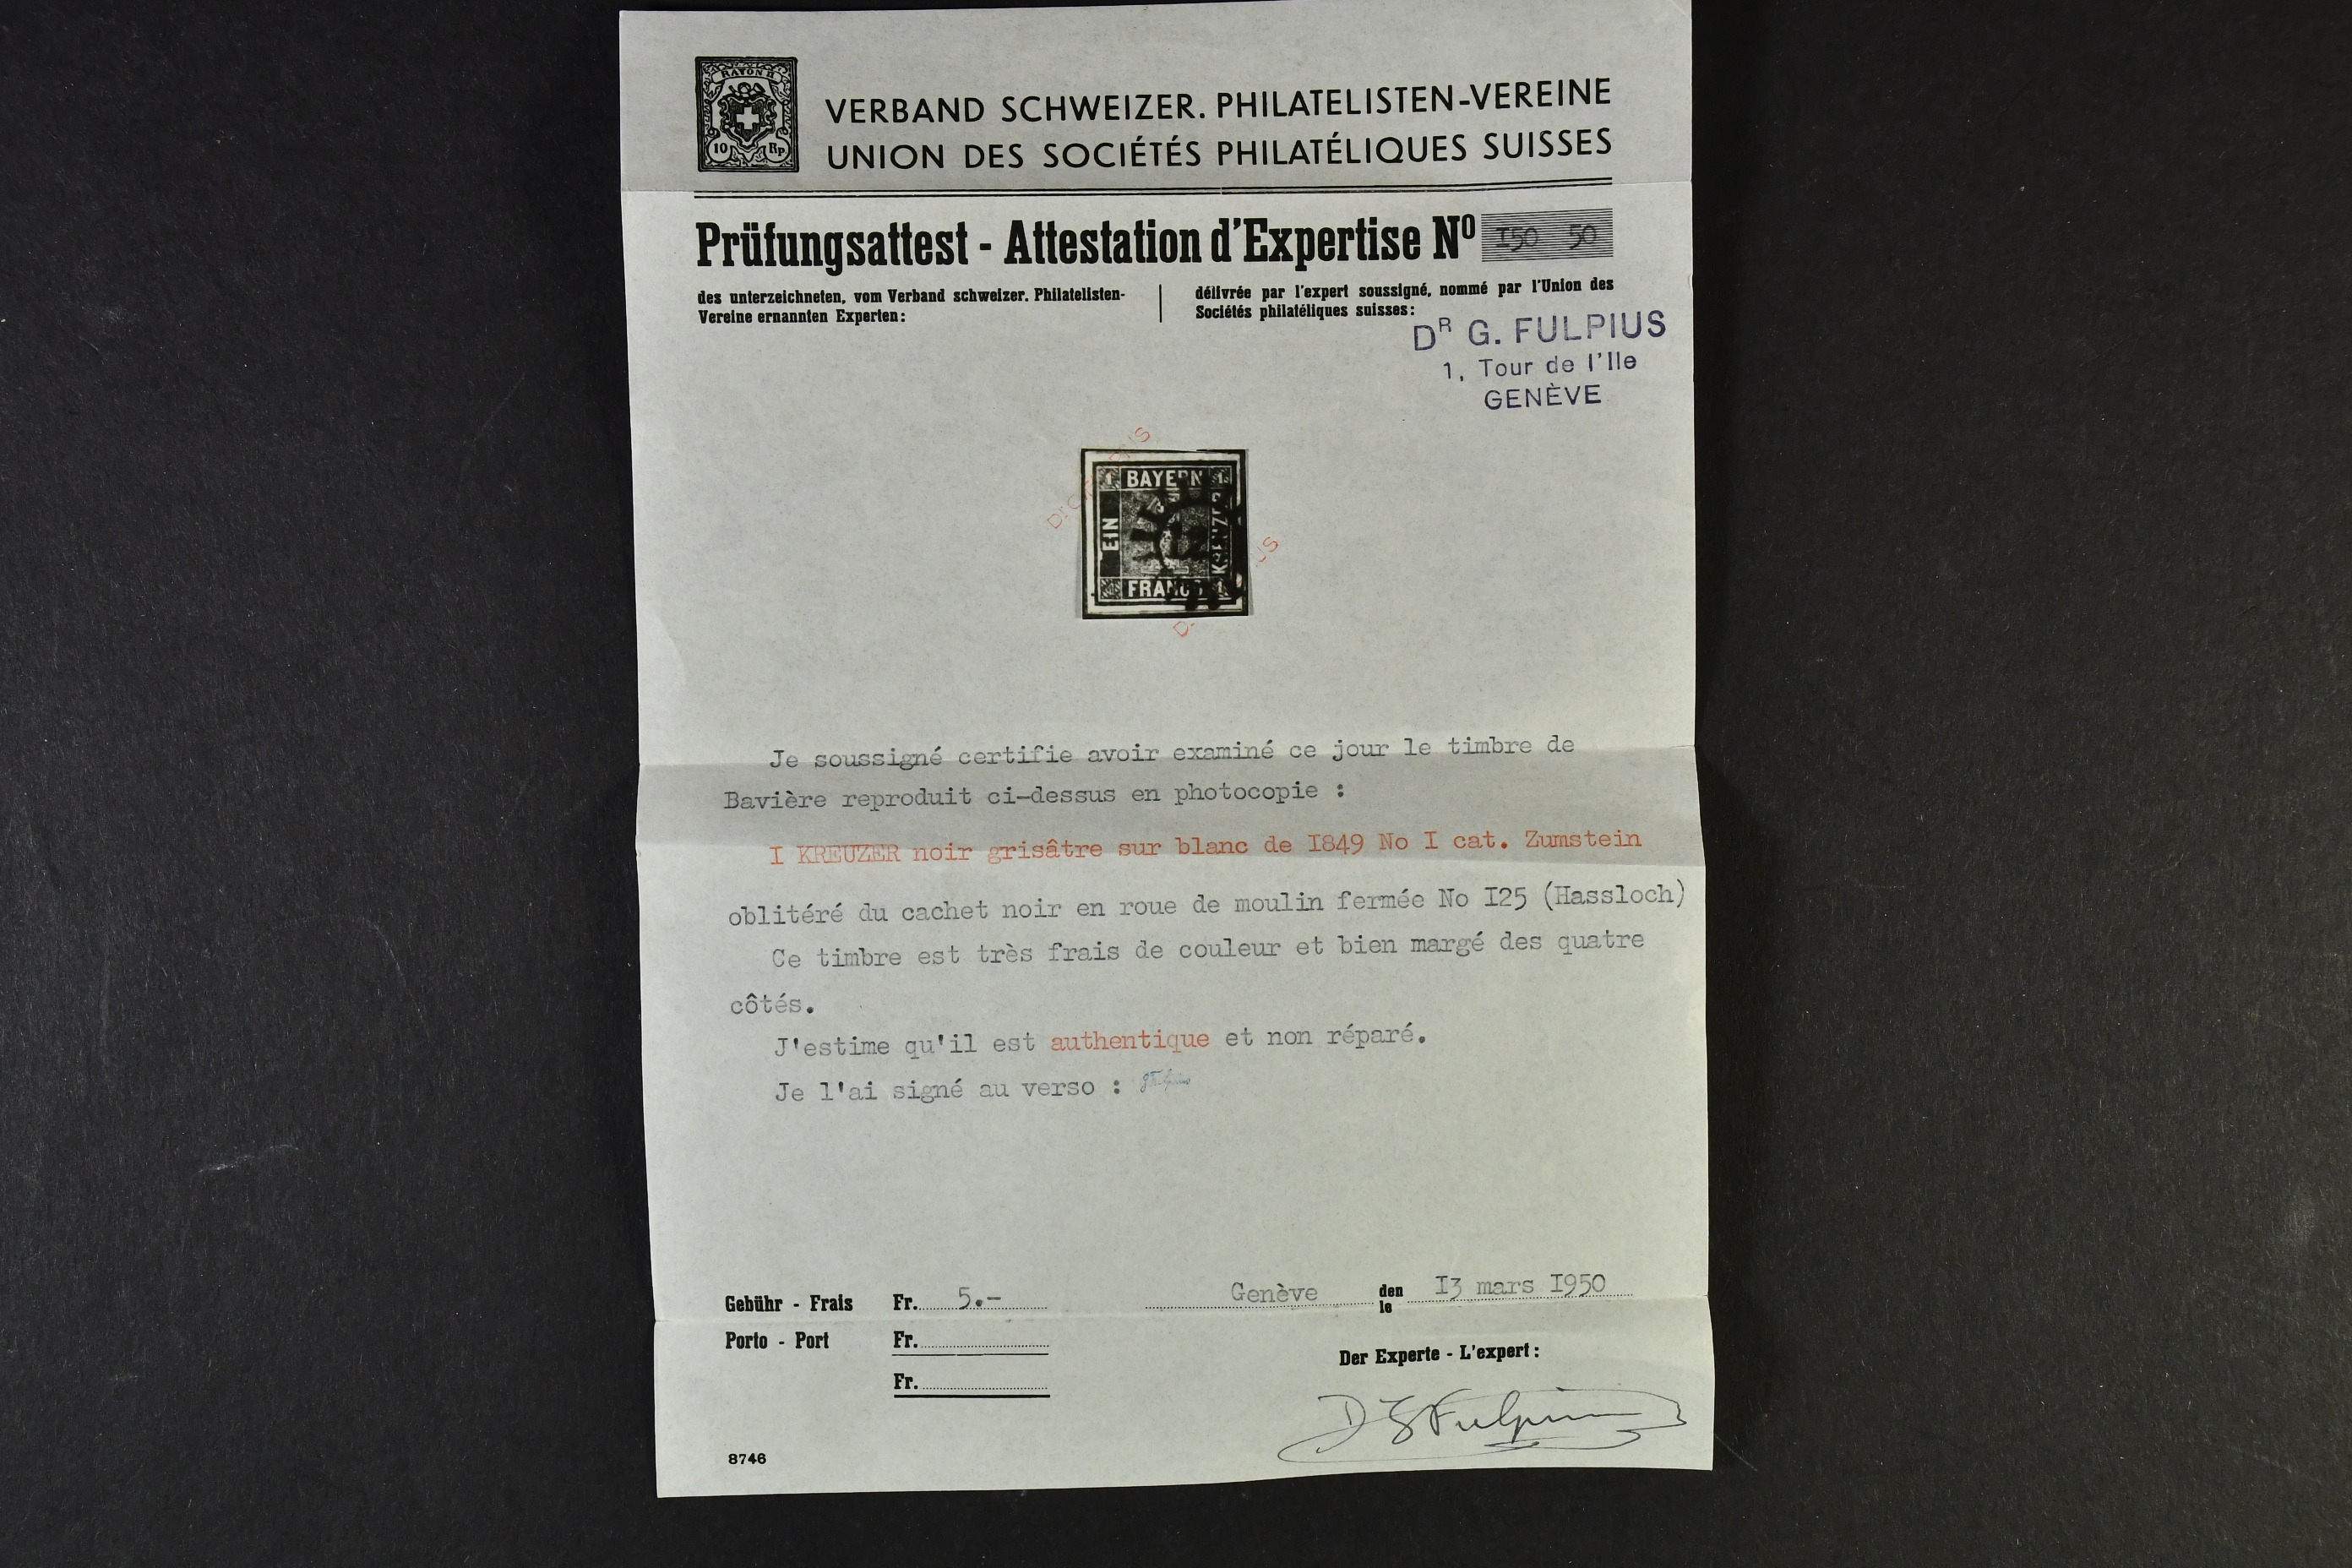 RAYON II
10 Rp
VERBAND SCHWEIZER. PHILATELISTEN-VEREINE
UNION DES SOCIÉTÉS PHILATÉLIQUES SUISSES
Prüfungsattest - Attestation d'Expertise Nº I50 50
des unterzeichneten, vom Verband schweizer. Philatelisten-
Vereine ernannten Experten:
délivrée par l'expert soussigné, nommé par l'Union des
Sociétés philatéliques suisses:
DR G. FULPIUS
1, Tour de l'Ile
GENÈVE
1 BAYERN 1
EIN
KREUZER
FRANCO 1
Je soussigné certifie avoir examiné ce jour le timbre de
Bavière reproduit ci-dessus en photocopie :
I KREUZER noir grisâtre sur blanc de I849 No I cat. Zumstein
oblitéré du cachet noir en roue de moulin fermée No I25 (Hassloch)
Ce timbre est très frais de couleur et bien margé des quatre
côtés.
J'estime qu'il est authentique et non réparé.
Je l'ai signé au verso : gFulpius
Gebühr - Frais Fr. 5.-
Genève den le I3 mars I950
Porto - Port Fr.
Fr.
Der Experte - L'expert:
D G Fulpius
8746